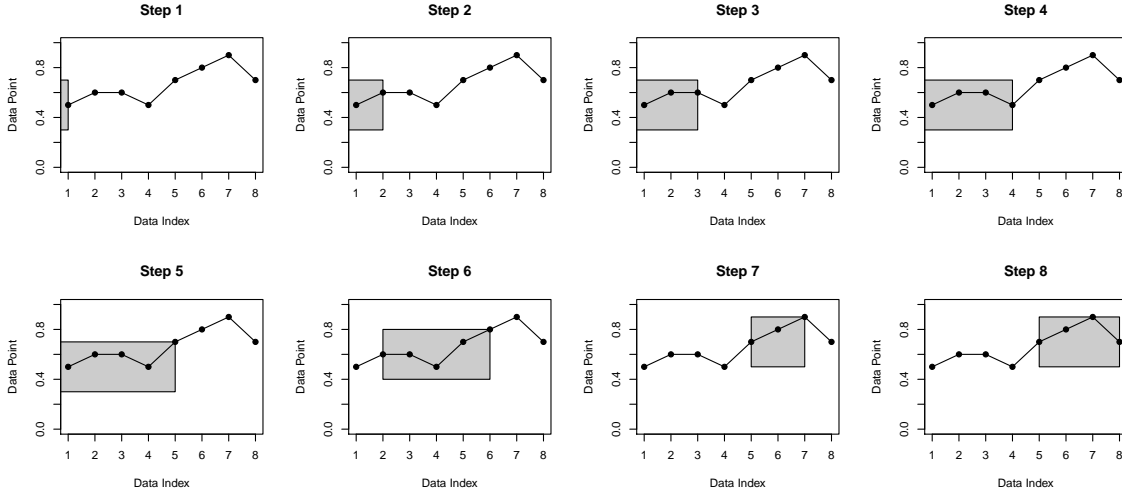 Step 1
Data Point
0.0 0.4 0.8
1 2 3 4 5 6 7 8
Data Index
Step 2
Data Point
0.0 0.4 0.8
1 2 3 4 5 6 7 8
Data Index
Step 3
Data Point
0.0 0.4 0.8
1 2 3 4 5 6 7 8
Data Index
Step 4
Data Point
0.0 0.4 0.8
1 2 3 4 5 6 7 8
Data Index
Step 5
Data Point
0.0 0.4 0.8
1 2 3 4 5 6 7 8
Data Index
Step 6
Data Point
0.0 0.4 0.8
1 2 3 4 5 6 7 8
Data Index
Step 7
Data Point
0.0 0.4 0.8
1 2 3 4 5 6 7 8
Data Index
Step 8
Data Point
0.0 0.4 0.8
1 2 3 4 5 6 7 8
Data Index